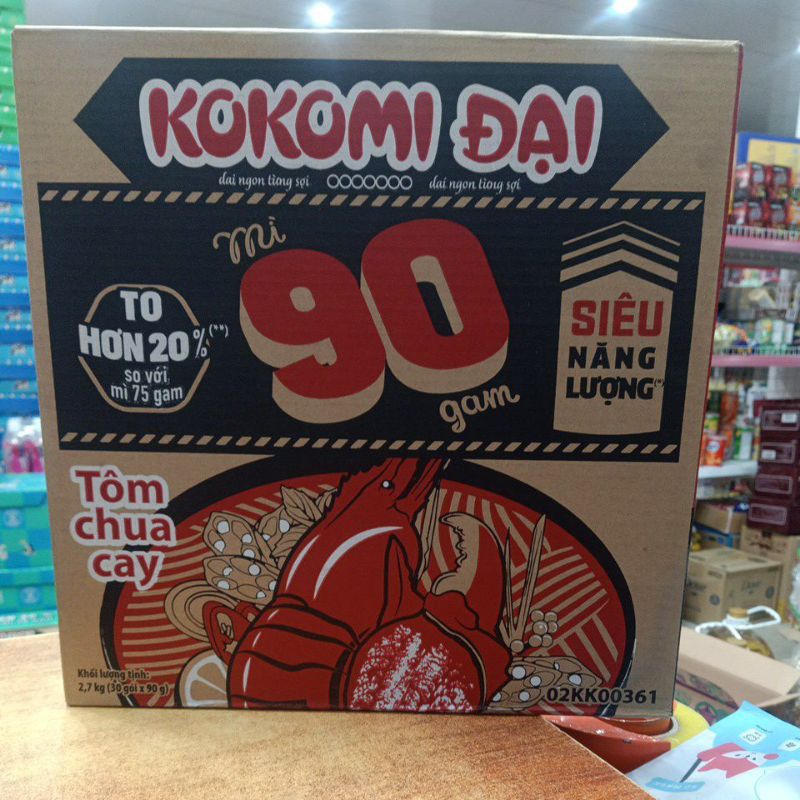 KOKOMI ĐẠI
dai ngon từng sợi dai ngon từng sợi
mì
90
gam
TO
HƠN 20%(**)
so với
mì 75 gam
SIÊU
NĂNG
LƯỢNG(*)
Tôm
chua
cay
Khối lượng tịnh:
2,7 kg (30 gói x 90 g)
02KK00361